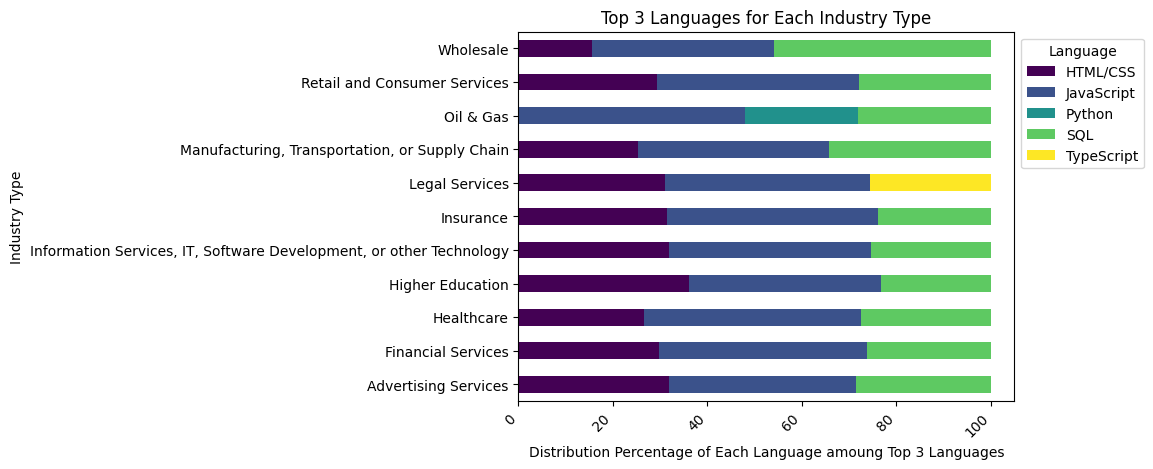 Top 3 Languages for Each Industry Type
Industry Type
Wholesale
Retail and Consumer Services
Oil & Gas
Manufacturing, Transportation, or Supply Chain
Legal Services
Insurance
Information Services, IT, Software Development, or other Technology
Higher Education
Healthcare
Financial Services
Advertising Services
0
20
40
60
80
100
Distribution Percentage of Each Language amoung Top 3 Languages
Language
HTML/CSS
JavaScript
Python
SQL
TypeScript